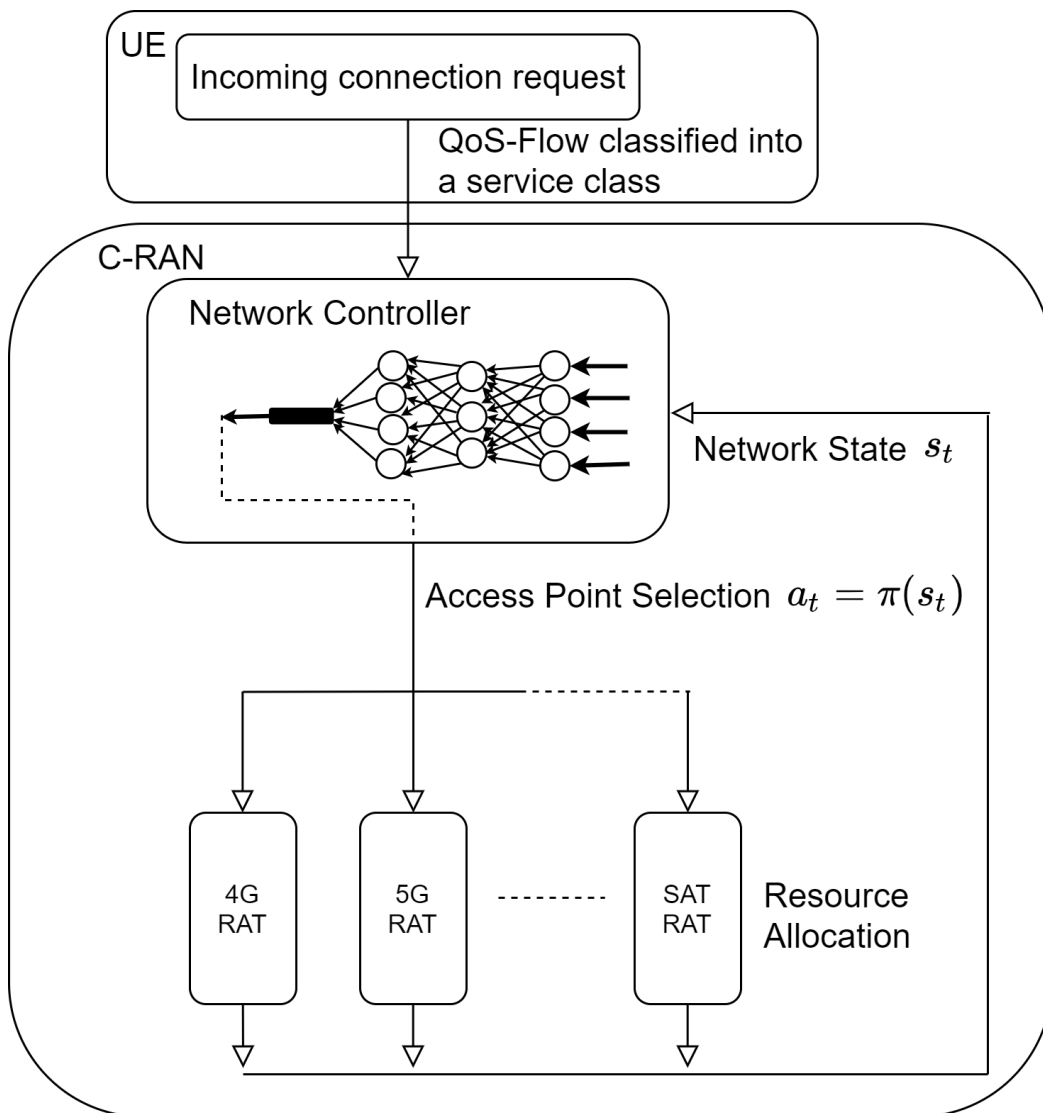 UE
Incoming connection request
QoS-Flow classified into
a service class
C-RAN
Network Controller
Network State s_t
Access Point Selection a_t = π(s_t)
4G
RAT
5G
RAT
SAT
RAT
Resource
Allocation